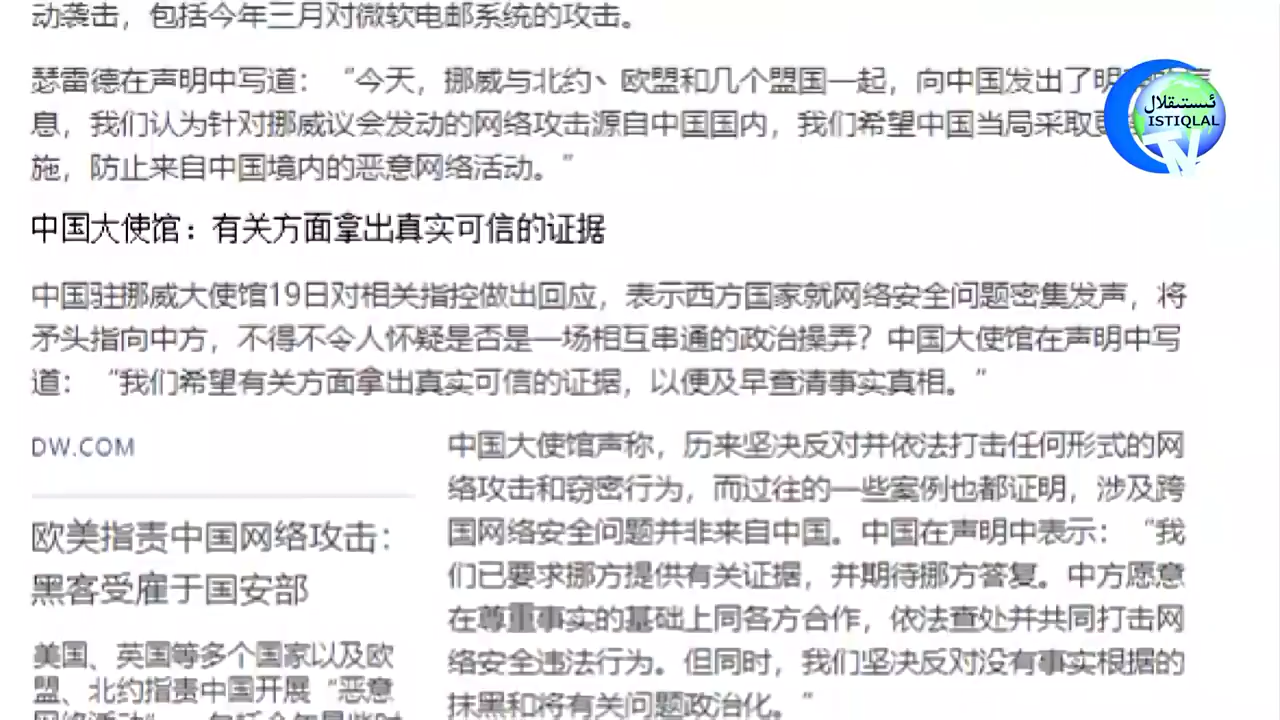 动袭击，包括今年三月对微软电邮系统的攻击。
瑟雷德在声明中写道：“今天，挪威与北约、欧盟和几个盟国一起，向中国发出了明
息，我们认为针对挪威议会发动的网络攻击源自中国国内，我们希望中国当局采取
施，防止来自中国境内的恶意网络活动。”
ئىستىقلال
ISTIQLAL
TV
中国大使馆：有关方面拿出真实可信的证据
中国驻挪威大使馆19日对相关指控做出回应，表示西方国家就网络安全问题密集发声，将
矛头指向中方，不得不令人怀疑是否是一场相互串通的政治操弄？中国大使馆在声明中写
道：“我们希望有关方面拿出真实可信的证据，以便及早查清事实真相。”
DW.COM
欧美指责中国网络攻击：
黑客受雇于国安部
美国、英国等多个国家以及欧
盟、北约指责中国开展“恶意
中国大使馆声称，历来坚决反对并依法打击任何形式的网
络攻击和窃密行为，而过往的一些案例也都证明，涉及跨
国网络安全问题并非来自中国。中国在声明中表示：“我
们已要求挪方提供有关证据，并期待挪方答复。中方愿意
在尊重事实的基础上同各方合作，依法查处并共同打击网
络安全违法行为。但同时，我们坚决反对没有事实根据的
抹黑和将有关问题政治化。”